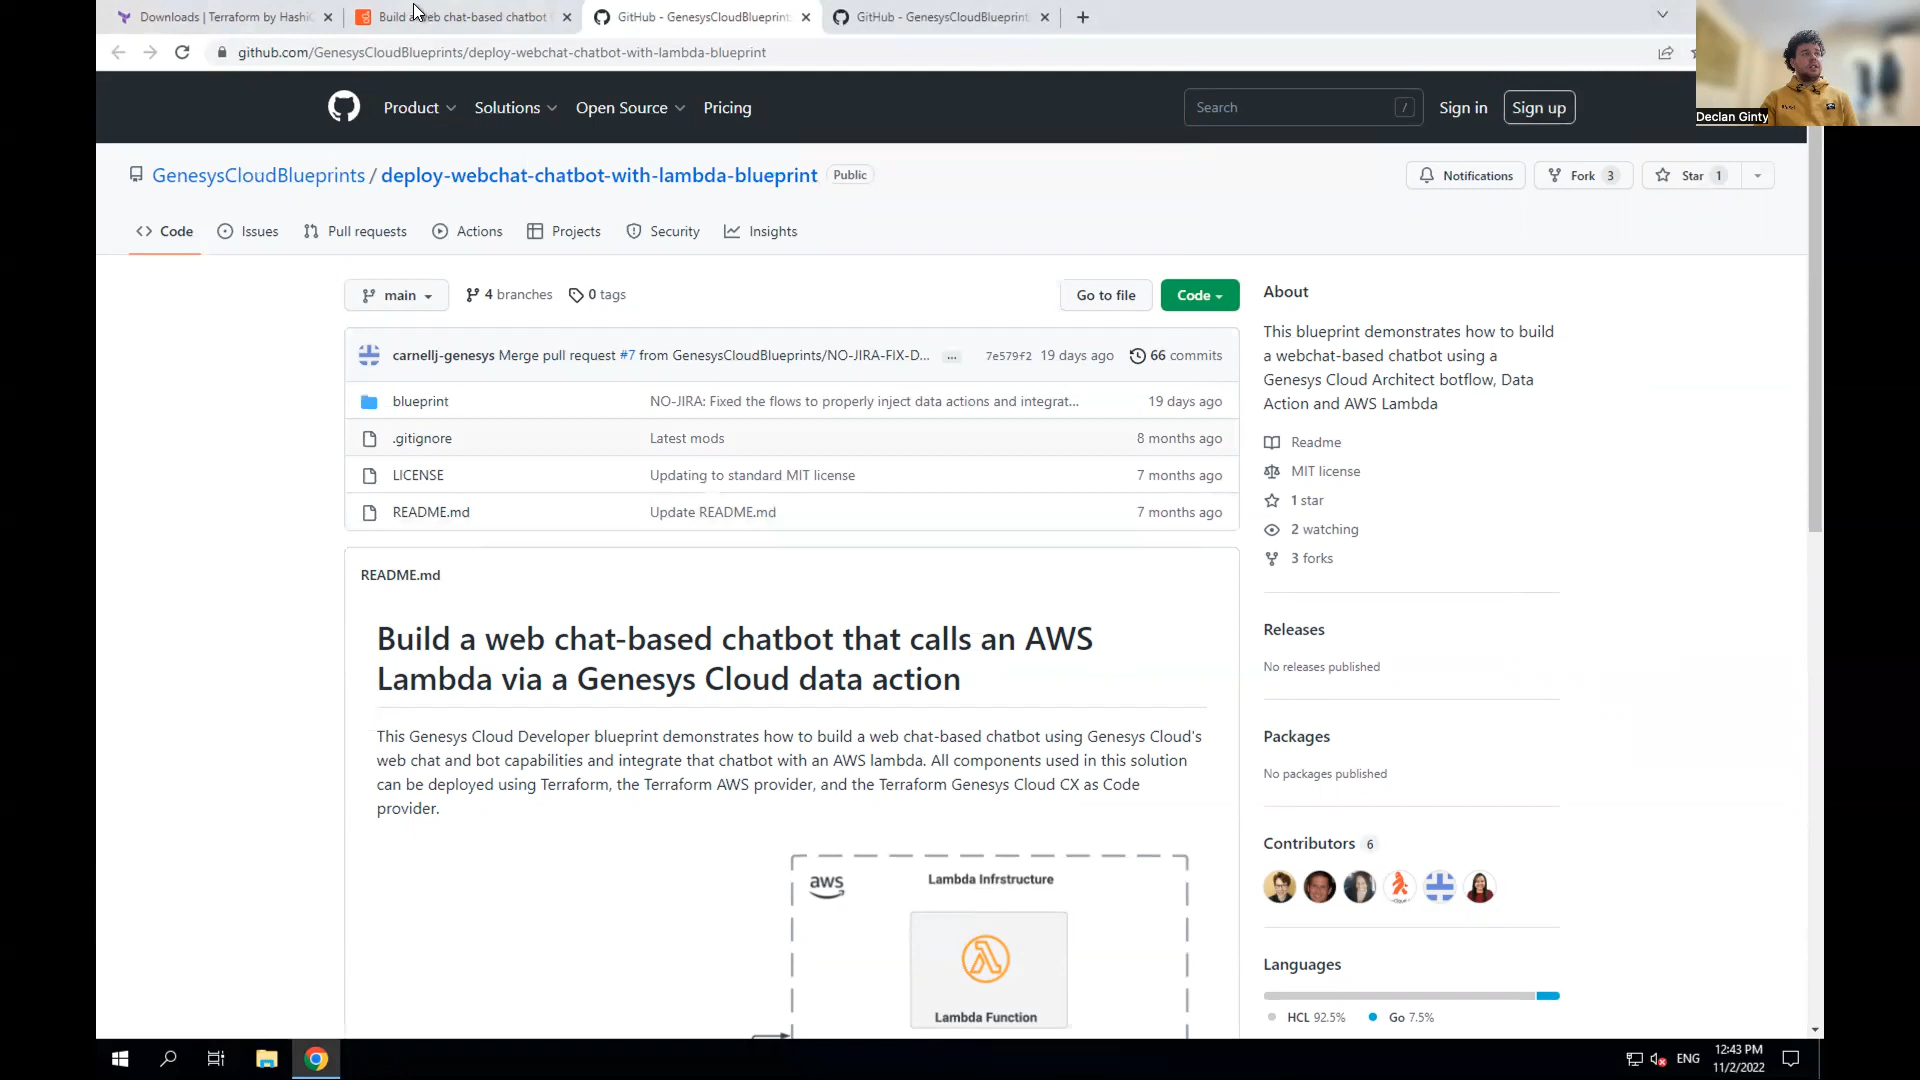 Downloads | Terraform by HashiC
Build a web chat-based chatbot
GitHub - GenesysCloudBlueprint
GitHub - GenesysCloudBlueprint
github.com/GenesysCloudBlueprints/deploy-webchat-chatbot-with-lambda-blueprint
Declan Ginty
Product
Solutions
Open Source
Pricing
Search
/
Sign in
Sign up
GenesysCloudBlueprints / deploy-webchat-chatbot-with-lambda-blueprint
Public
Notifications
Fork 3
Star 1
Code
Issues
Pull requests
Actions
Projects
Security
Insights
main
4 branches
0 tags
Go to file
Code
carnellj-genesys Merge pull request #7 from GenesysCloudBlueprints/NO-JIRA-FIX-D... ... 7e579f2 19 days ago 66 commits
blueprint NO-JIRA: Fixed the flows to properly inject data actions and integrat... 19 days ago
.gitignore Latest mods 8 months ago
LICENSE Updating to standard MIT license 7 months ago
README.md Update README.md 7 months ago
README.md
Build a web chat-based chatbot that calls an AWS
Lambda via a Genesys Cloud data action
This Genesys Cloud Developer blueprint demonstrates how to build a web chat-based chatbot using Genesys Cloud's
web chat and bot capabilities and integrate that chatbot with an AWS lambda. All components used in this solution
can be deployed using Terraform, the Terraform AWS provider, and the Terraform Genesys Cloud CX as Code
provider.
aws
Lambda Infrstructure
Lambda Function
About
This blueprint demonstrates how to build
a webchat-based chatbot using a
Genesys Cloud Architect botflow, Data
Action and AWS Lambda
Readme
MIT license
1 star
2 watching
3 forks
Releases
No releases published
Packages
No packages published
Contributors 6
Languages
HCL 92.5%
Go 7.5%
ENG
12:43 PM
11/2/2022